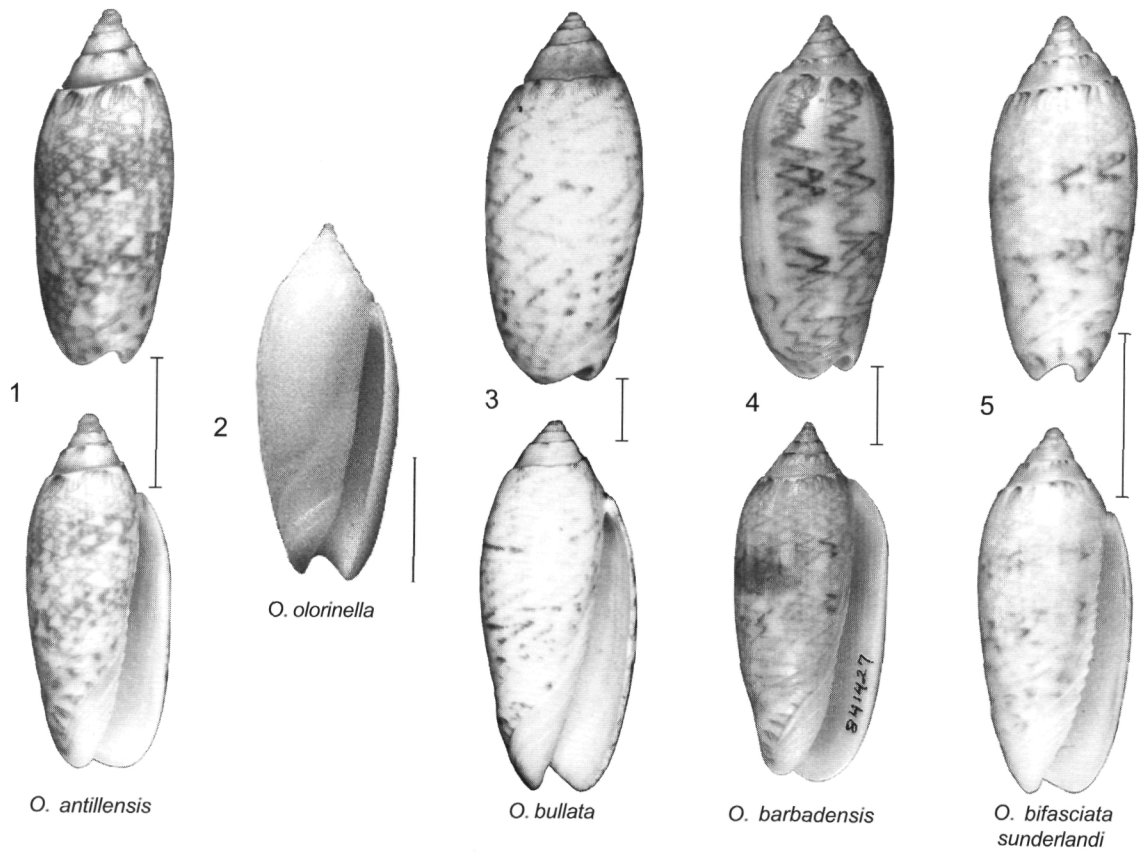 1
2
3
4
5
841427
O. olorinella
O. antillensis
O. bullata
O. barbadensis
O. bifasciata
sunderlandi